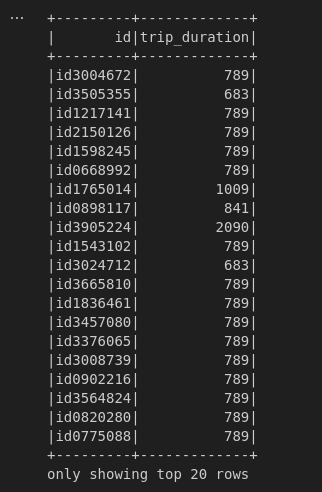 ...
+---------+-------------+
|       id|trip_duration|
+---------+-------------+
|id3004672|          789|
|id3505355|          683|
|id1217141|          789|
|id2150126|          789|
|id1598245|          789|
|id0668992|          789|
|id1765014|         1009|
|id0898117|          841|
|id3905224|         2090|
|id1543102|          789|
|id3024712|          683|
|id3665810|          789|
|id1836461|          789|
|id3457080|          789|
|id3376065|          789|
|id3008739|          789|
|id0902216|          789|
|id3564824|          789|
|id0820280|          789|
|id0775088|          789|
+---------+-------------+
only showing top 20 rows